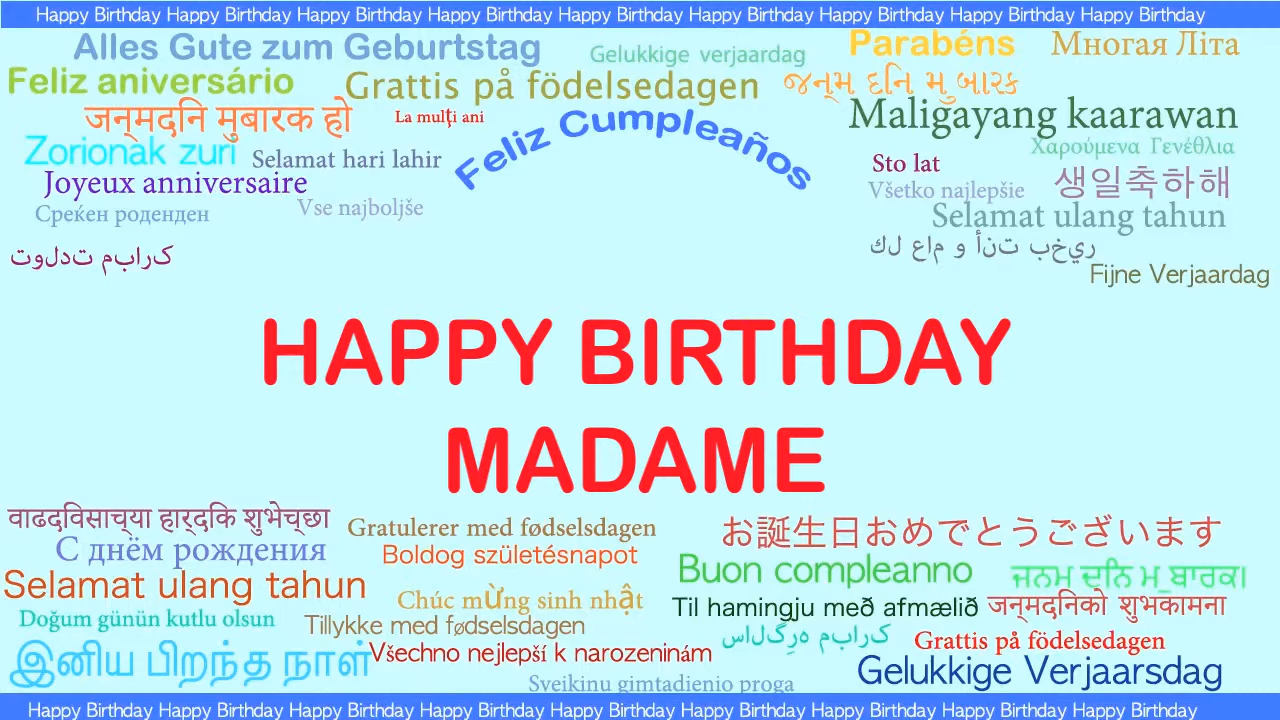 Happy Birthday Happy Birthday Happy Birthday Happy Birthday Happy Birthday Happy Birthday Happy Birthday Happy Birthday Happy Birthday
Alles Gute zum Geburtstag
Gelukkige verjaardag
Parabéns
Многая Літа
Feliz aniversário
Grattis på födelsedagen
જન્મ દિન મુબારક
जन्मदिन मुबारक हो
La mulţi ani
Feliz Cumpleaños
Maligayang kaarawan
Zorionak zuri
Selamat hari lahir
Sto lat
Χαρούμενα Γενέθλια
Joyeux anniversaire
Všetko najlepšie
생일축하해
Среќен роденден
Vse najboljše
Selamat ulang tahun
تولدت مبارک
كل عام و أنت بخير
Fijne Verjaardag
HAPPY BIRTHDAY
MADAME
वाढदिवसाच्या हार्दिक शुभेच्छा
Gratulerer med fødselsdagen
お誕生日おめでとうございます
С днём рождения
Boldog születésnapot
Buon compleanno
ਜਨਮ ਦਿਨ ਮੁਬਾਰਕ।
Selamat ulang tahun
Chúc mừng sinh nhật
Til hamingju með afmælið
जन्मदिनको शुभकामना
Doğum günün kutlu olsun
Tillykke med fødselsdagen
سالگرہ مبارک
Grattis på födelsedagen
இனிய பிறந்த நாள்
Všechno nejlepší k narozeninám
Gelukkige Verjaarsdag
Sveikinu gimtadienio proga
Happy Birthday Happy Birthday Happy Birthday Happy Birthday Happy Birthday Happy Birthday Happy Birthday Happy Birthday Happy Birthday